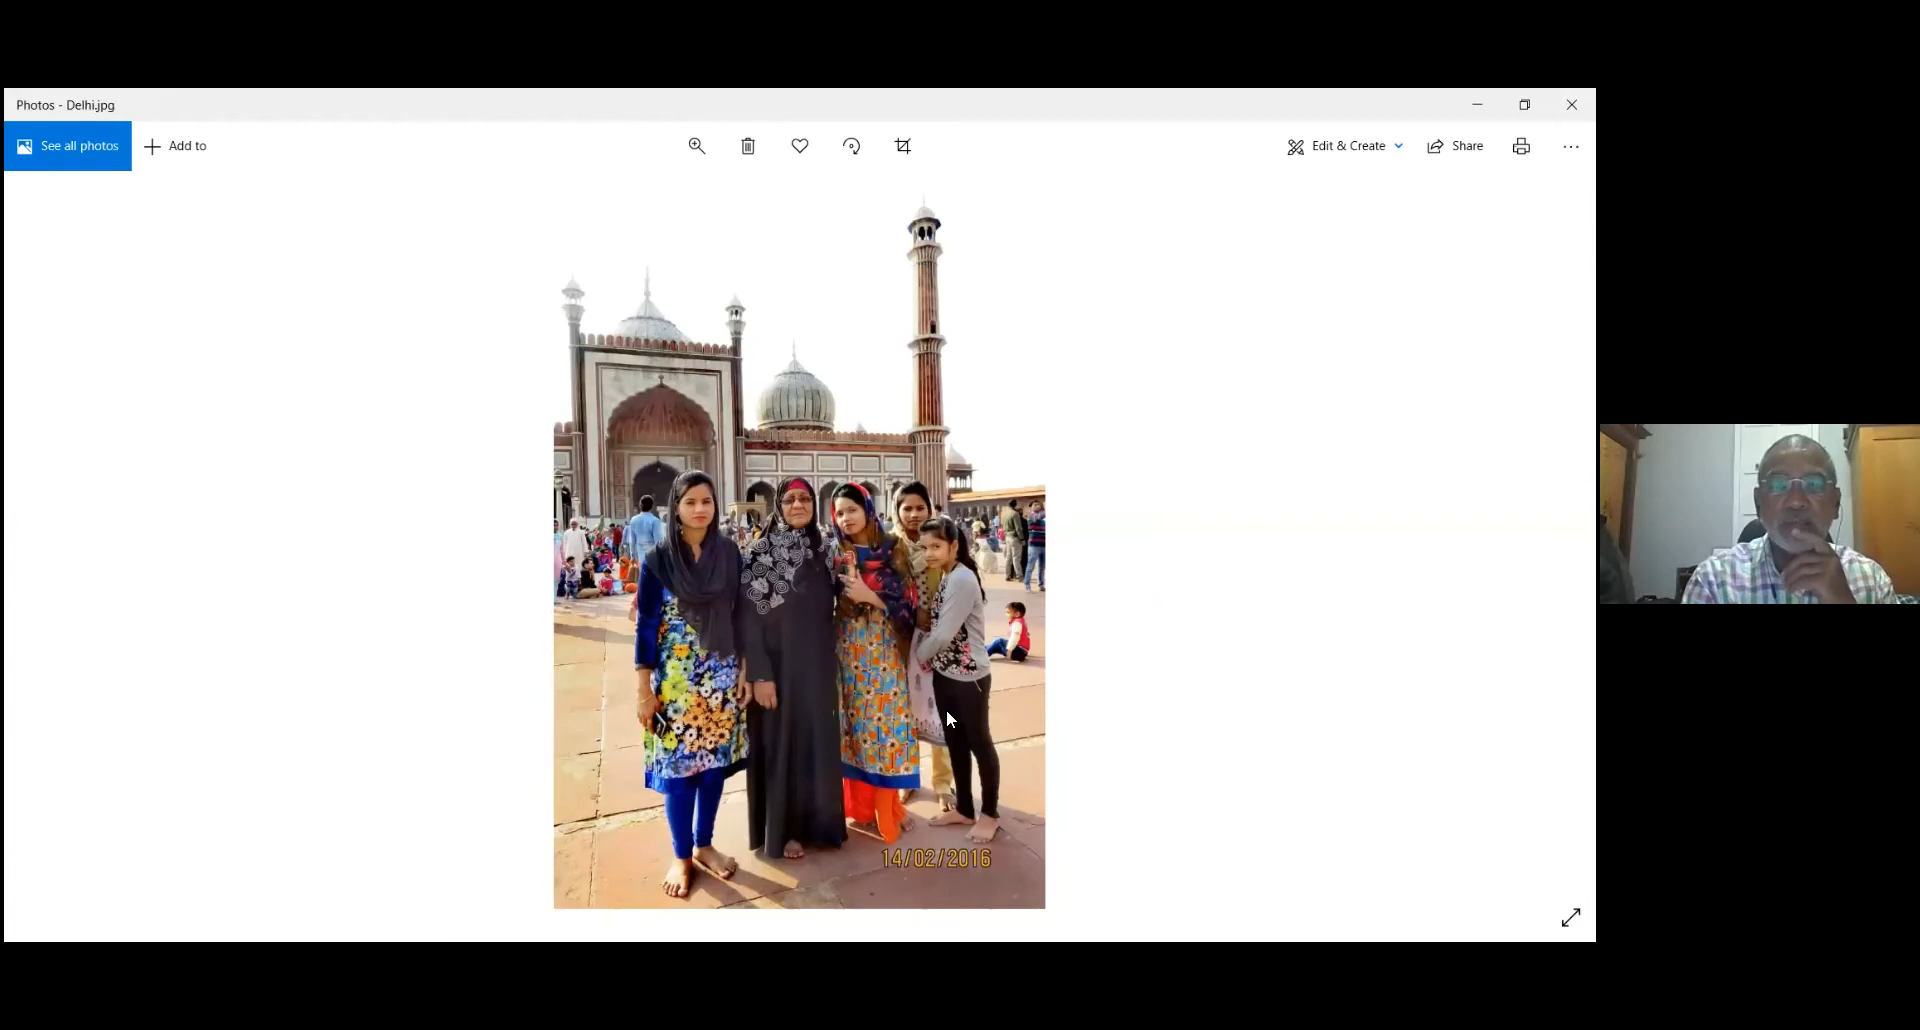 Photos - Delhi.jpg
See all photos
Add to
Edit & Create
Share
14/02/2016